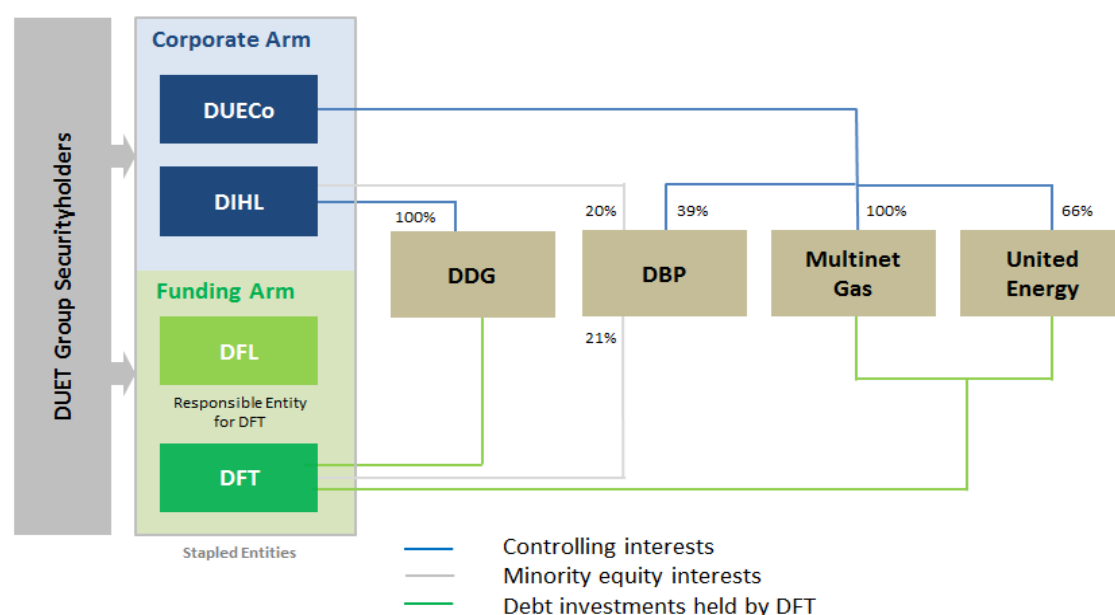 DUET Group Securityholders
Corporate Arm
DUECo
DIHL
Funding Arm
DFL
Responsible Entity
for DFT
DFT
Stapled Entities
100%
20%
39%
100%
66%
DDG
DBP
Multinet
Gas
United
Energy
21%
Controlling interests
Minority equity interests
Debt investments held by DFT